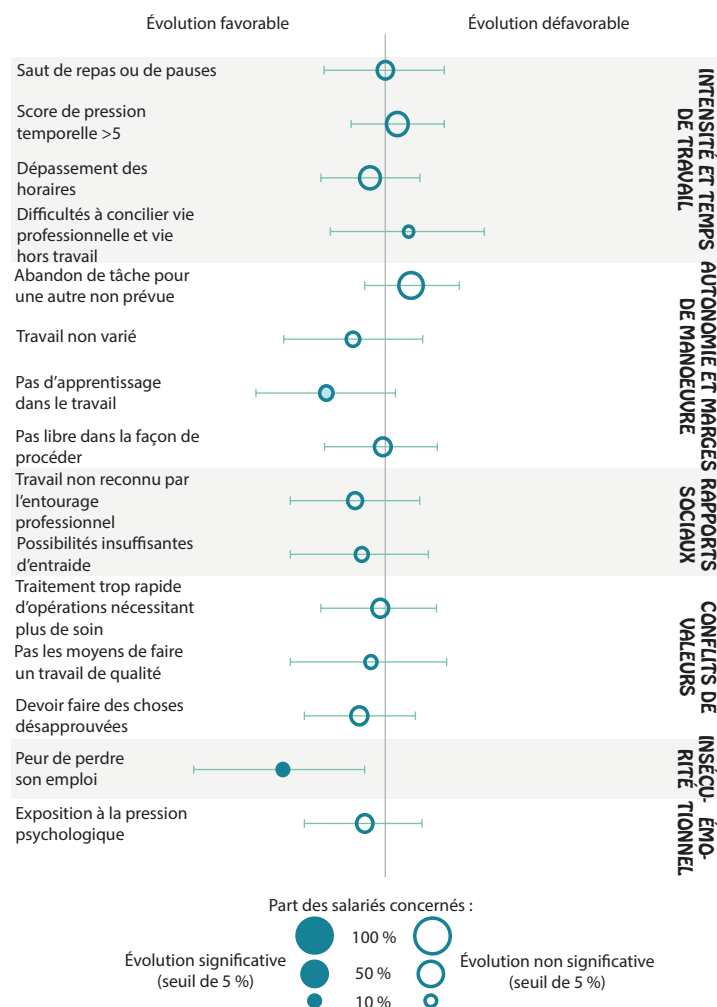 Évolution favorable
Évolution défavorable
Saut de repas ou de pauses
Score de pression
temporelle >5
Dépassement des
horaires
Difficultés à concilier vie
professionnelle et vie
hors travail
INTENSITÉ ET TEMPS
DE TRAVAIL
Abandon de tâche pour
une autre non prévue
Travail non varié
Pas d'apprentissage
dans le travail
Pas libre dans la façon de
procéder
AUTONOMIE ET MARGES
DE MANOEUVRE
Travail non reconnu par
l'entourage
professionnel
Possibilités insuffisantes
d'entraide
RAPPORTS
SOCIAUX
Traitement trop rapide
d'opérations nécessitant
plus de soin
Pas les moyens de faire
un travail de qualité
Devoir faire des choses
désapprouvées
CONFLITS DE
VALEURS
Peur de perdre
son emploi
INSÉCU-
RITÉ
Exposition à la pression
psychologique
ÉMO-
TIONNEL
Part des salariés concernés :
Évolution significative
(seuil de 5 %)
100 %
50 %
10 %
Évolution non significative
(seuil de 5 %)